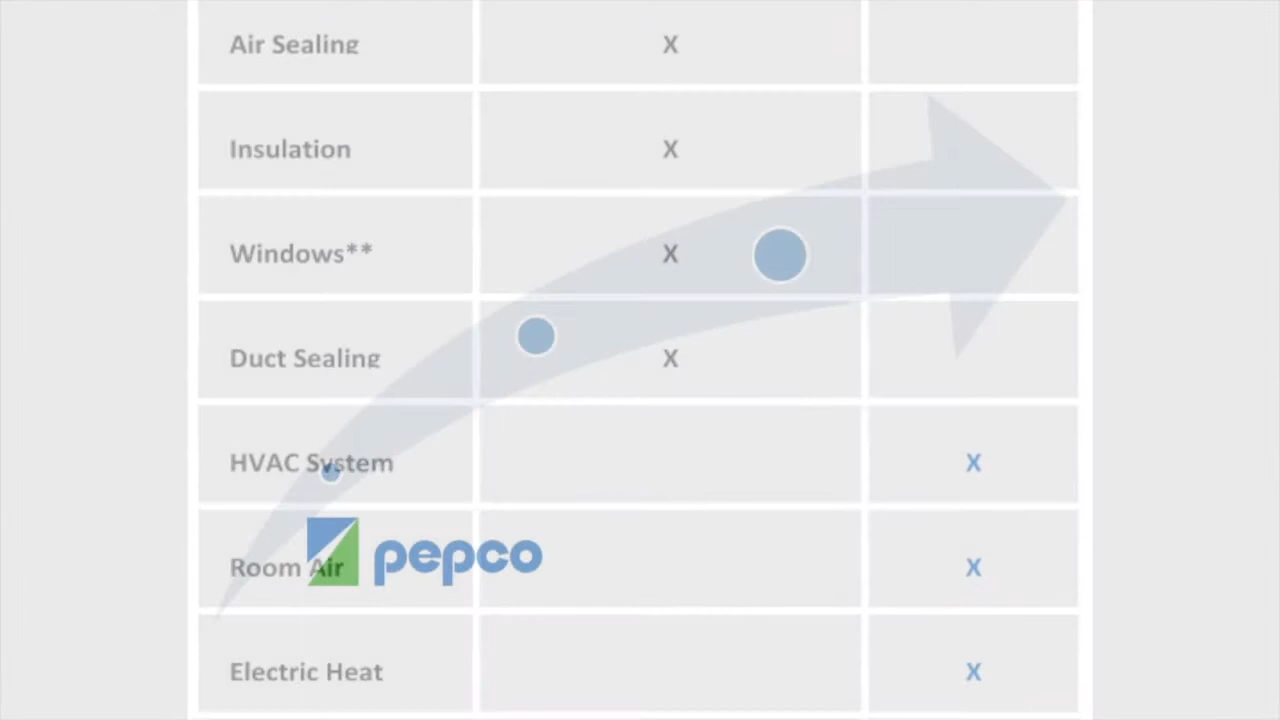 Air Sealing X
Insulation X
Windows** X
Duct Sealing X
HVAC System X
Room Air X
pepco
Electric Heat X